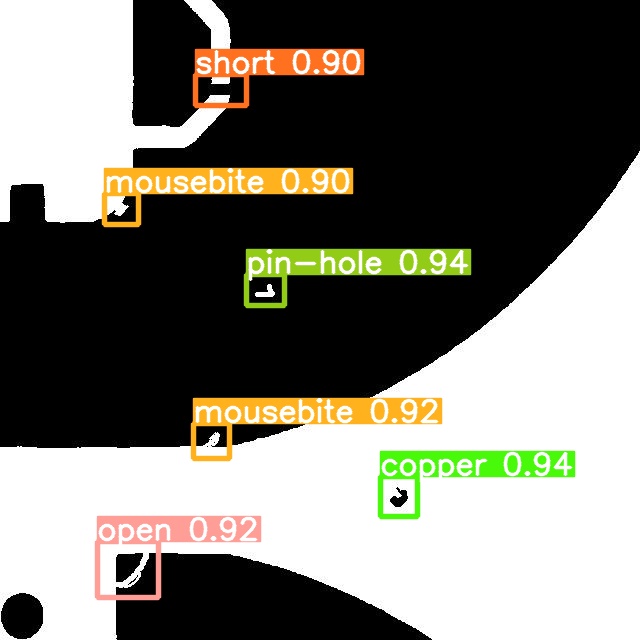 short 0.90
mousebite 0.90
pin-hole 0.94
mousebite 0.92
copper 0.94
open 0.92